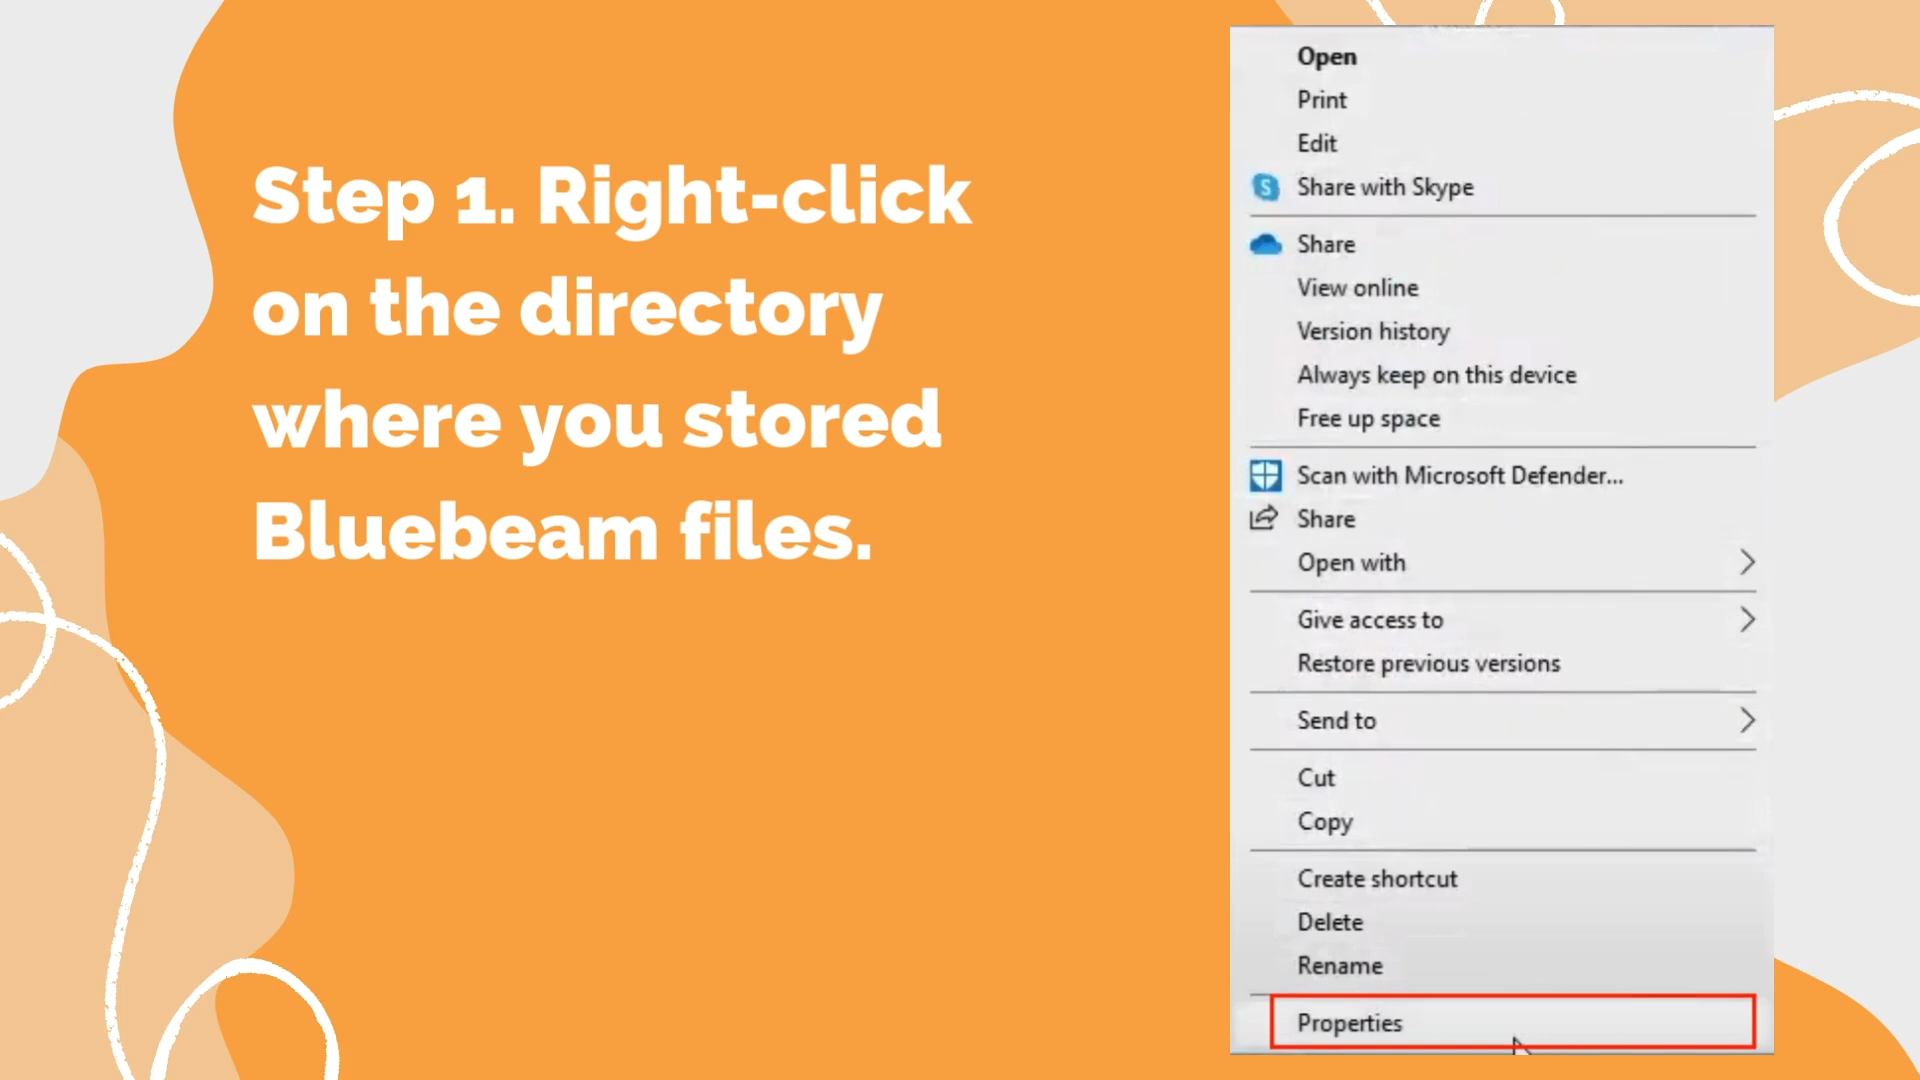 Step 1. Right-click
on the directory
where you stored
Bluebeam files.
Open
Print
Edit
Share with Skype
Share
View online
Version history
Always keep on this device
Free up space
Scan with Microsoft Defender...
Share
Open with
Give access to
Restore previous versions
Send to
Cut
Copy
Create shortcut
Delete
Rename
Properties